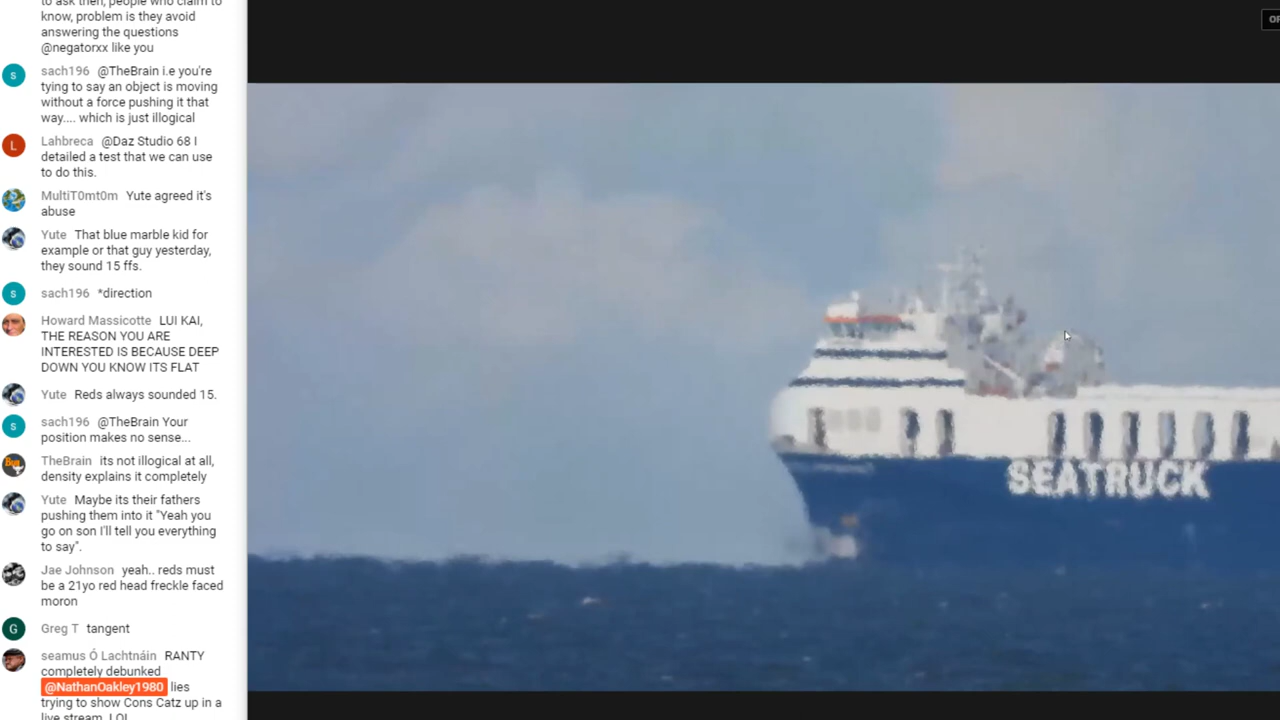 to ask then, people who claim to
know, problem is they avoid
answering the questions
@negatorxx like you
sach196 @TheBrain i.e you're
tying to say an object is moving
without a force pushing it that
way.... which is just illogical
Lahbreca @Daz Studio 68 I
detailed a test that we can use
to do this.
MultiT0mt0m Yute agreed it's
abuse
Yute That blue marble kid for
example or that guy yesterday,
they sound 15 ffs.
sach196 *direction
Howard Massicotte LUI KAI,
THE REASON YOU ARE
INTERESTED IS BECAUSE DEEP
DOWN YOU KNOW ITS FLAT
Yute Reds always sounded 15.
sach196 @TheBrain Your
position makes no sense...
TheBrain its not illogical at all,
density explains it completely
Yute Maybe its their fathers
pushing them into it "Yeah you
go on son I'll tell you everything
to say".
Jae Johnson yeah.. reds must
be a 21yo red head freckle faced
moron
Greg T tangent
seamus Ó Lachtnáin RANTY
completely debunked
@NathanOakley1980 lies
trying to show Cons Catz up in a
live stream. LOL
SEATRUCK